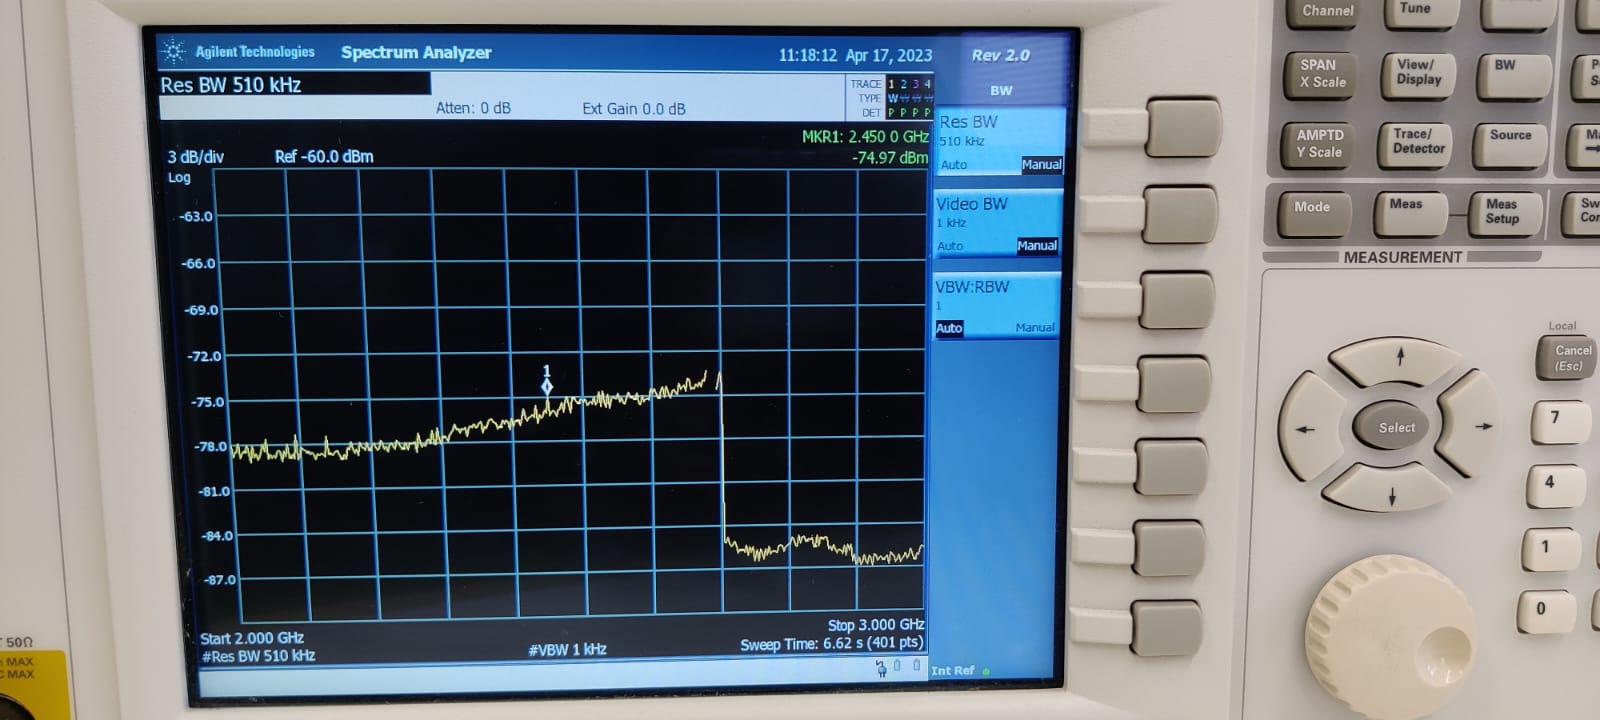 Agilent Technologies Spectrum Analyzer 11:18:12 Apr 17, 2023 Rev 2.0
Res BW 510 kHz
Atten: 0 dB Ext Gain 0.0 dB
TRACE 1 2 3 4
TYPE W W W W
DET P P P P
BW
MKR1: 2.450 0 GHz
-74.97 dBm
3 dB/div Ref -60.0 dBm
Log
-63.0
-66.0
-69.0
-72.0
-75.0
-78.0
-81.0
-84.0
-87.0
1
Start 2.000 GHz
Stop 3.000 GHz
#Res BW 510 kHz #VBW 1 kHz Sweep Time: 6.62 s (401 pts)
Res BW
510 kHz
Auto Manual
Video BW
1 kHz
Auto Manual
VBW:RBW
1
Auto Manual
Int Ref
Channel
Tune
SPAN
X Scale
View/
Display
BW
AMPTD
Y Scale
Trace/
Detector
Source
Mode
Meas
Meas
Setup
MEASUREMENT
Local
Cancel
(Esc)
Select
7
4
1
0
50Ω
MAX
MAX